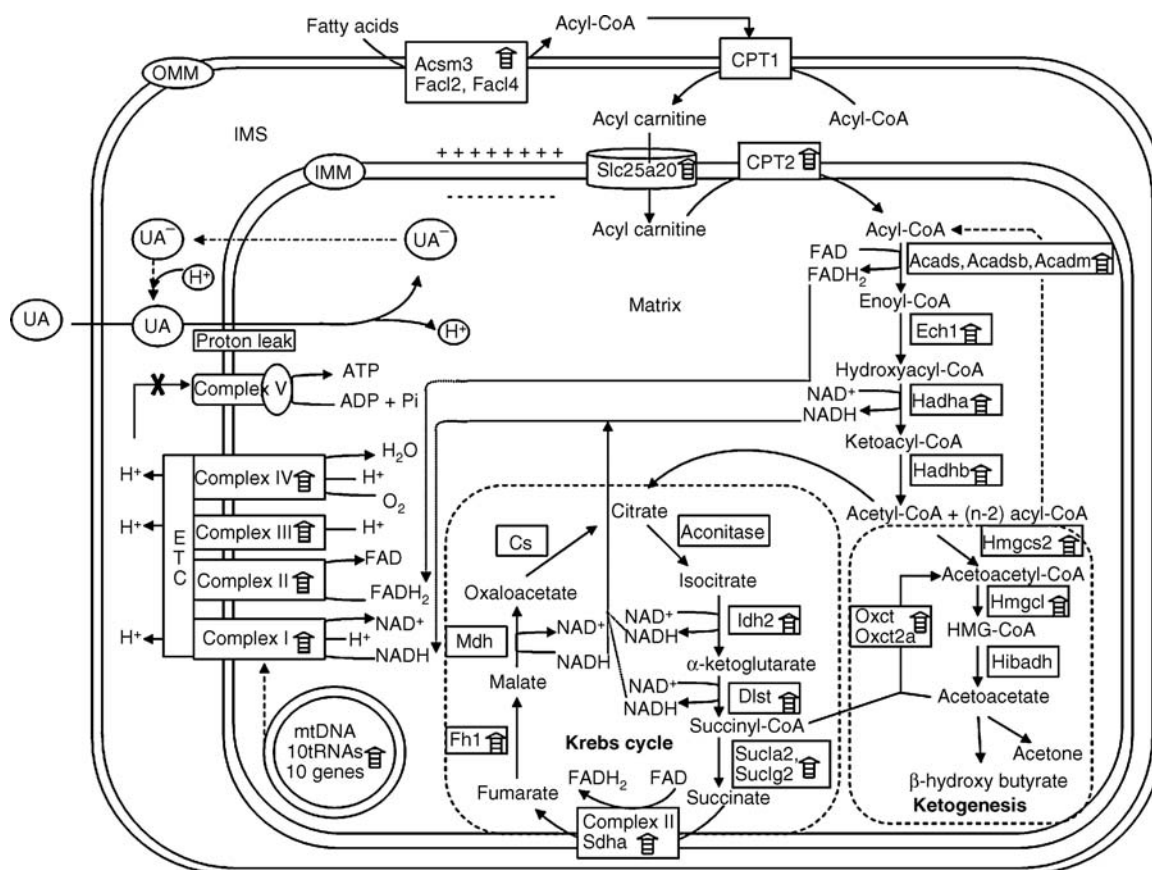 Fatty acids
Acyl-CoA
Acsm3
Facl2, Facl4
CPT1
OMM
Acyl carnitine
Acyl-CoA
IMS
+ + + + + + + +
IMM
Slc25a20
CPT2
- - - - - - - - - - -
Acyl carnitine
Acyl-CoA
UA⁻
UA⁻
FAD
FADH₂
Acads, Acadsb, Acadm
H⁺
Enoyl-CoA
Matrix
UA
UA
H⁺
Ech1
Proton leak
Hydroxyacyl-CoA
ATP
X
Complex V
ADP + Pi
NAD⁺
NADH
Hadha
Ketoacyl-CoA
H₂O
H⁺
Complex IV
H⁺
Hadhb
O₂
Citrate
Acetyl-CoA + (n-2) acyl-CoA
H⁺
ETC
Complex III
H⁺
Cs
Aconitase
Hmgcs2
FAD
Complex II
FADH₂
Isocitrate
Acetoacetyl-CoA
Oxaloacetate
Hmgcl
NAD⁺
NADH
Idh2
Oxct
Oxct2a
HMG-CoA
H⁺
Complex I
NAD⁺
H⁺
NADH
Mdh
NAD⁺
NADH
Hibadh
α-ketoglutarate
Malate
NAD⁺
NADH
Dlst
Acetoacetate
mtDNA
10tRNAs
10 genes
Succinyl-CoA
Fh1
Krebs cycle
Sucla2,
Suclg2
Acetone
FADH₂
FAD
β-hydroxy butyrate
Fumarate
Succinate
Ketogenesis
Complex II
Sdha